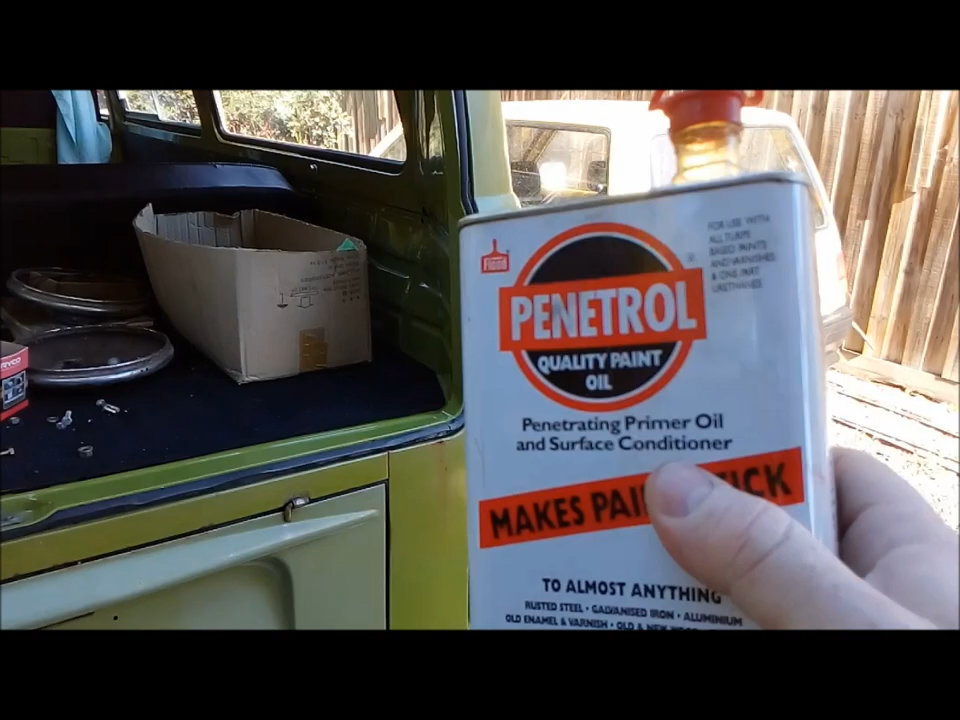 Flood
FOR USE WITH
ALL TURPS
BASED PAINTS
AND VARNISHES
& ONE PART
URETHANES
PENETROL
QUALITY PAINT
OIL
Penetrating Primer Oil
and Surface Conditioner
MAKES PAI ICK
TO ALMOST ANYTHING
RUSTED STEEL • GALVANISED IRON • ALUMINIUM
OLD ENAMEL & VARNISH • OLD & NEW